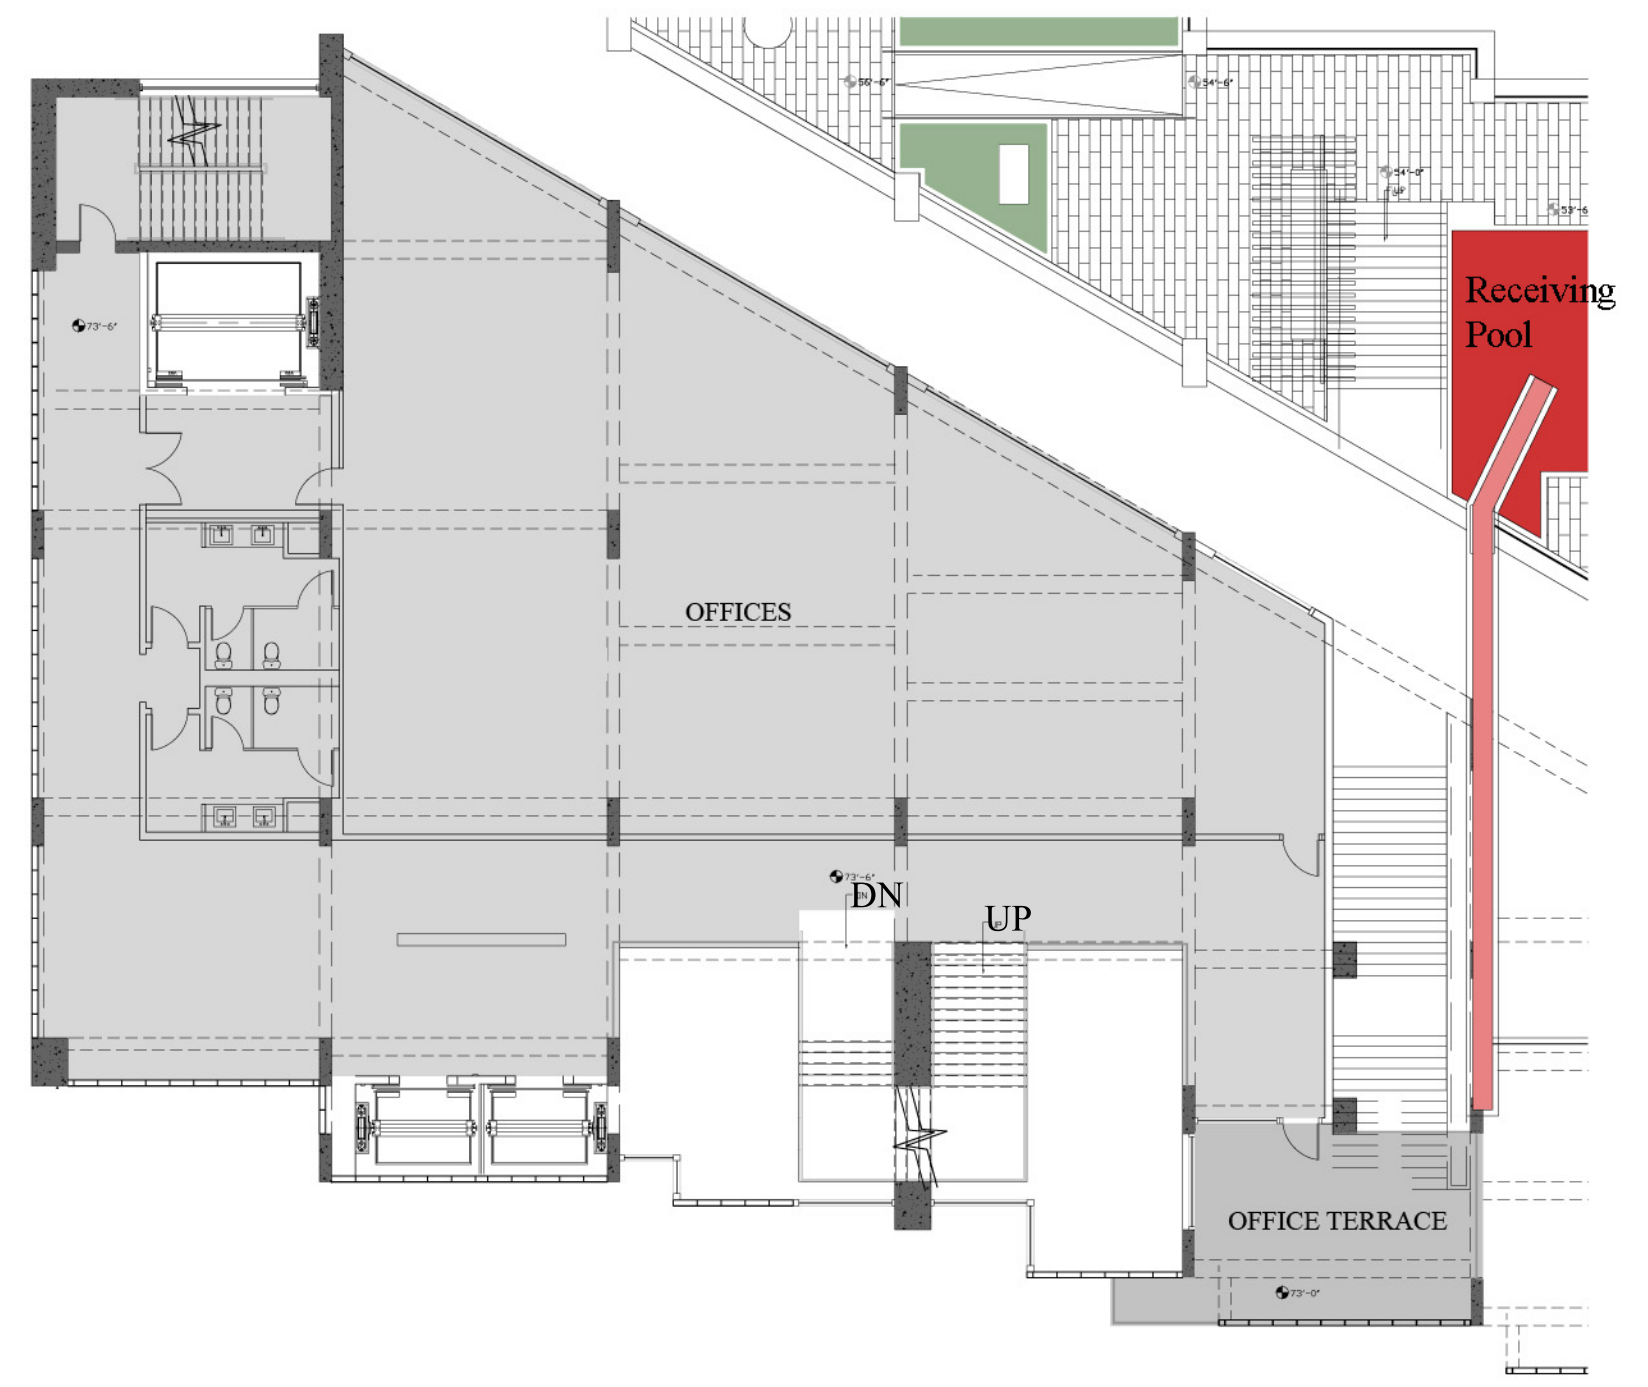 56'-6"
54'-6"
54'-0"
UP
53'-6
Receiving
Pool
73'-6"
OFFICES
73'-6"
DN
UP
OFFICE TERRACE
73'-0"